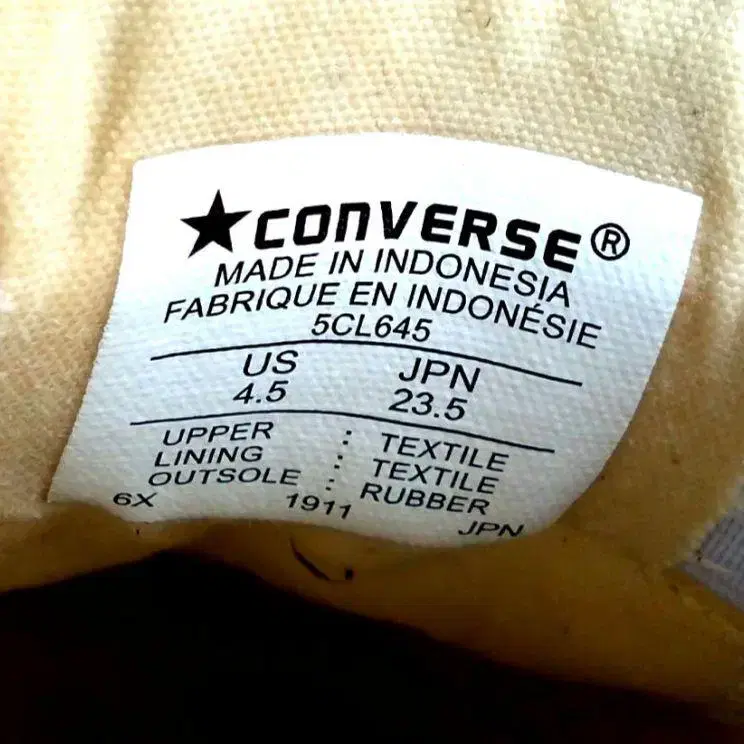 ★CONVERSE®
MADE IN INDONESIA
FABRIQUE EN INDONÉSIE
5CL645
US JPN
4.5 23.5
UPPER : TEXTILE
LINING : TEXTILE
OUTSOLE : RUBBER
6X 1911 JPN